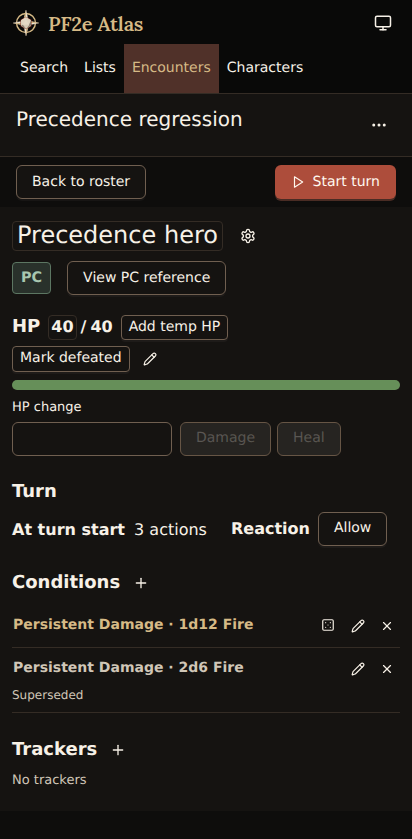 PF2e Atlas
Search Lists Encounters Characters
Precedence regression
...
Back to roster Start turn
Precedence hero
PC View PC reference
HP 40 / 40 Add temp HP
Mark defeated
HP change
Damage Heal
Turn
At turn start 3 actions Reaction Allow
Conditions +
Persistent Damage · 1d12 Fire
Persistent Damage · 2d6 Fire
Superseded
Trackers +
No trackers